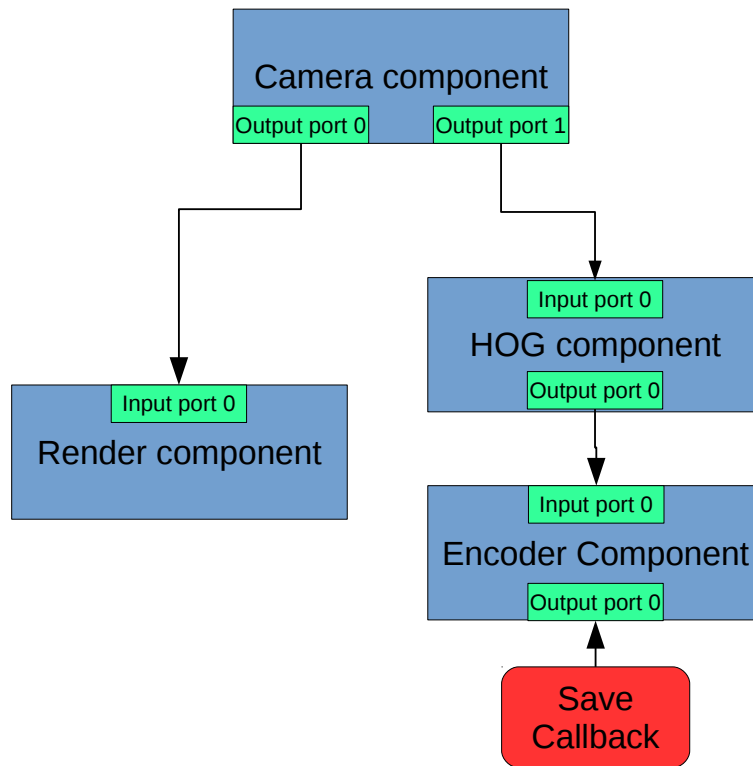 Camera component
Output port 0
Output port 1
Input port 0
HOG component
Output port 0
Input port 0
Render component
Input port 0
Encoder Component
Output port 0
Save
Callback